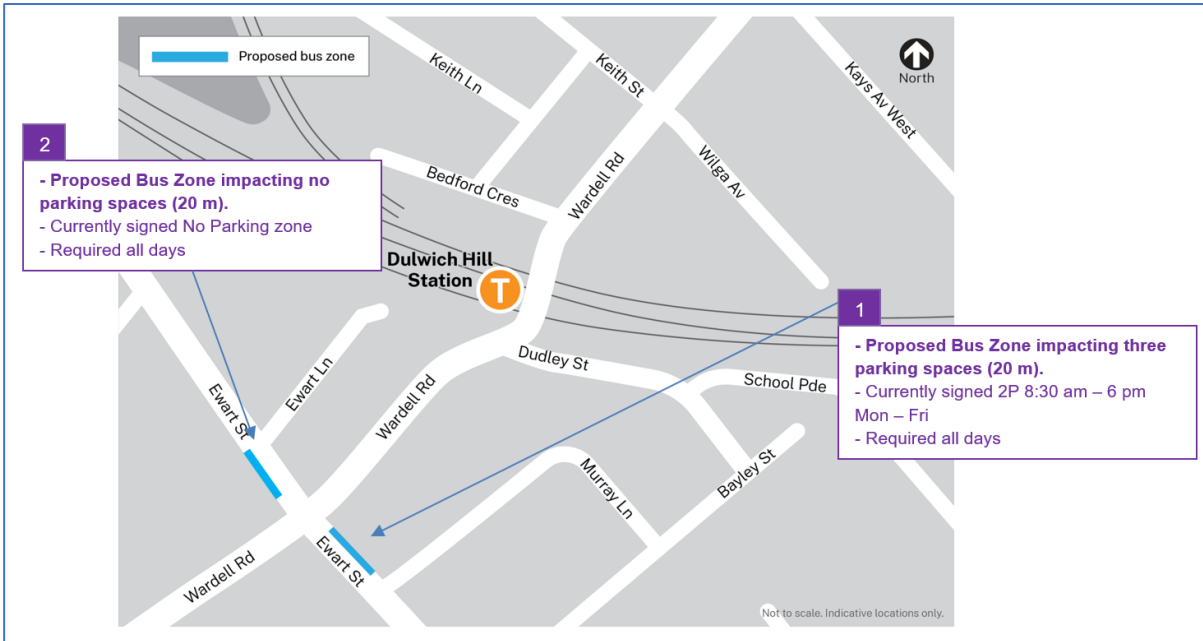 Proposed bus zone
North
Keith Ln
Keith St
Kays Av West
2
- Proposed Bus Zone impacting no
parking spaces (20 m).
- Currently signed No Parking zone
- Required all days
Bedford Cres
Wardell Rd
Wilga Av
Dulwich Hill
Station
T
1
- Proposed Bus Zone impacting three
parking spaces (20 m).
- Currently signed 2P 8:30 am – 6 pm
Mon – Fri
- Required all days
Dudley St
School Pde
Ewart St
Ewart Ln
Wardell Rd
Murray Ln
Bayley St
Wardell Rd
Ewart St
Not to scale. Indicative locations only.